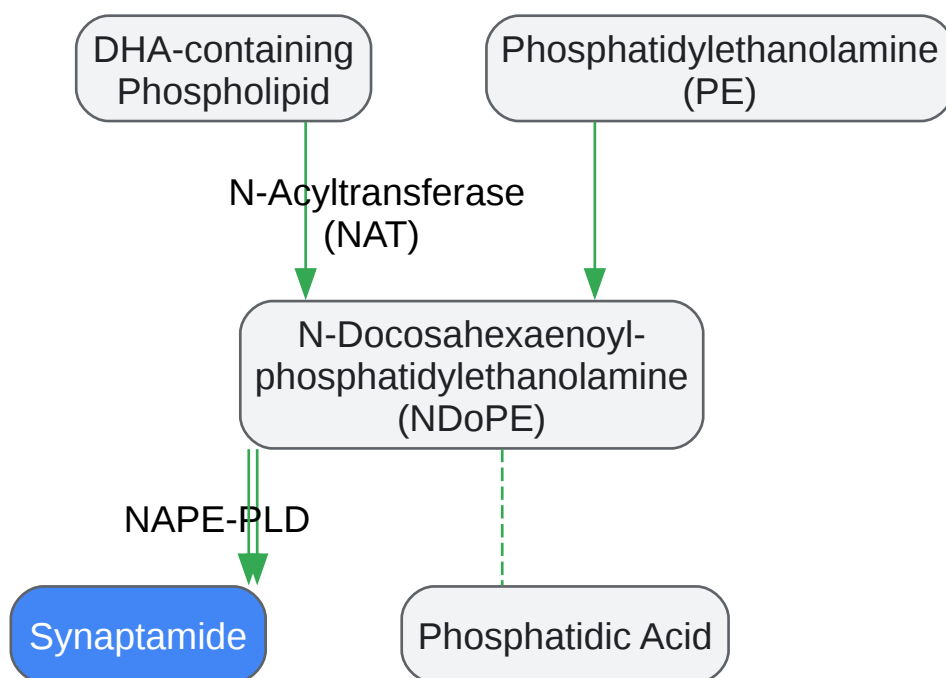 DHA-containing
Phospholipid
Phosphatidylethanolamine
(PE)
N-Acyltransferase
(NAT)
N-Docosahexaenoyl-
phosphatidylethanolamine
(NDoPE)
NAPE-PLD
Synaptamide
Phosphatidic Acid